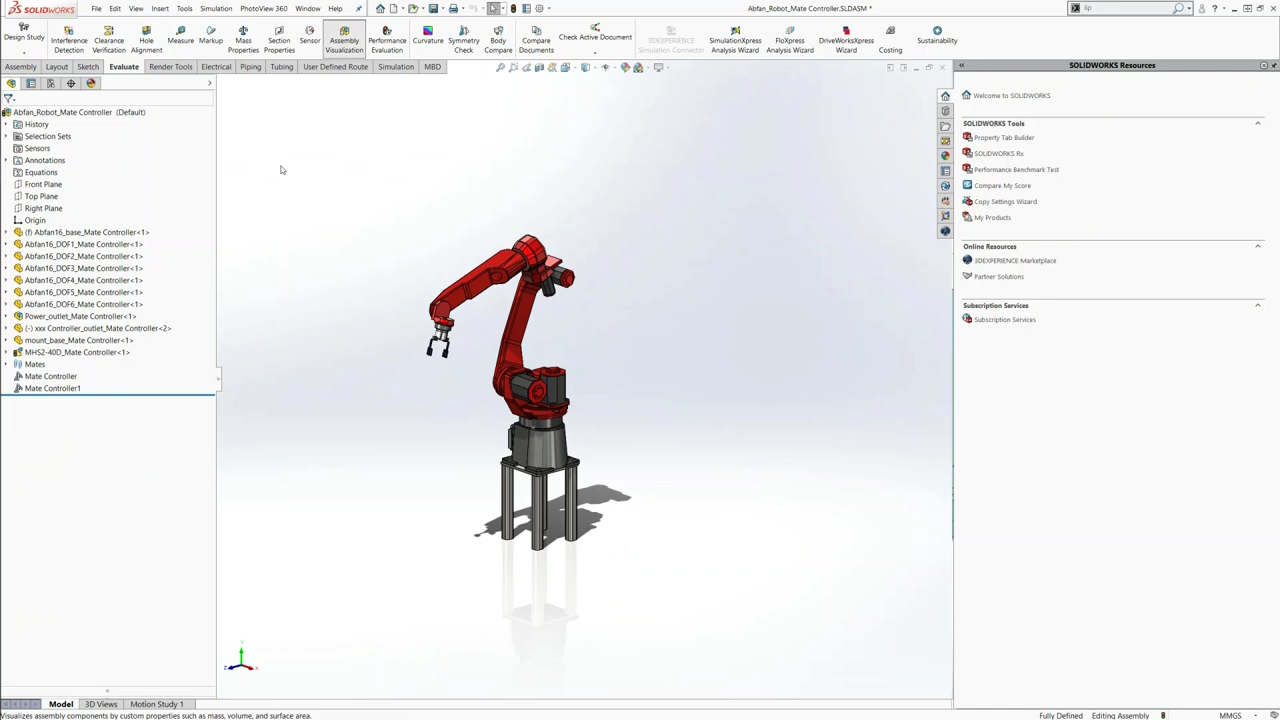 SOLIDWORKS File Edit View Insert Tools Simulation PhotoView 360 Window Help Abfan_Robot_Mate Controller.SLDASM * lip
Design Study Interference Detection Clearance Verification Hole Alignment Measure Markup Mass Properties Section Properties Sensor Assembly Visualization Performance Evaluation Curvature Symmetry Check Body Compare Compare Documents Check Active Document 3DEXPERIENCE Simulation Connector SimulationXpress Analysis Wizard FloXpress Analysis Wizard DriveWorksXpress Wizard Costing Sustainability
Assembly Layout Sketch Evaluate Render Tools Electrical Piping Tubing User Defined Route Simulation MBD
SOLIDWORKS Resources
Abfan_Robot_Mate Controller (Default)
History
Selection Sets
Sensors
Annotations
Equations
Front Plane
Top Plane
Right Plane
Origin
(f) Abfan16_base_Mate Controller<1>
Abfan16_DOF1_Mate Controller<1>
Abfan16_DOF2_Mate Controller<1>
Abfan16_DOF3_Mate Controller<1>
Abfan16_DOF4_Mate Controller<1>
Abfan16_DOF5_Mate Controller<1>
Abfan16_DOF6_Mate Controller<1>
Power_outlet_Mate Controller<1>
(-) xxx Controller_outlet_Mate Controller<2>
mount_base_Mate Controller<1>
MHS2-40D_Mate Controller<1>
Mates
Mate Controller
Mate Controller1
Welcome to SOLIDWORKS
SOLIDWORKS Tools
Property Tab Builder
SOLIDWORKS Rx
Performance Benchmark Test
Compare My Score
Copy Settings Wizard
My Products
Online Resources
3DEXPERIENCE Marketplace
Partner Solutions
Subscription Services
Subscription Services
Y
Z X
Model 3D Views Motion Study 1
Visualizes assembly components by custom properties such as mass, volume, and surface area. Fully Defined Editing Assembly MMGS